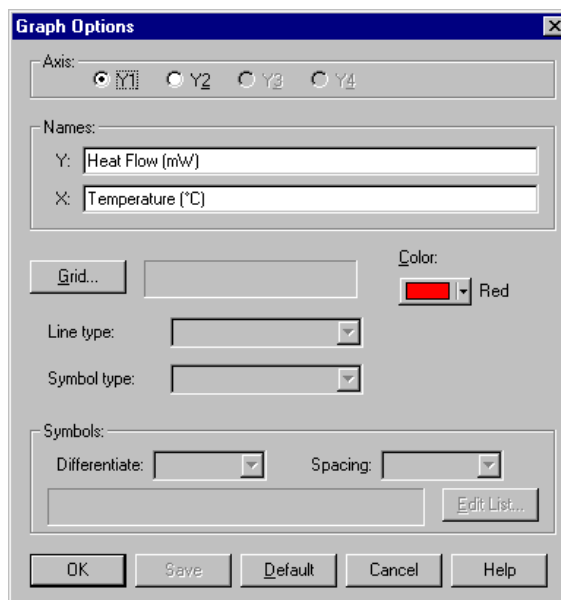 Graph Options
Axis:
Y1 Y2 Y3 Y4
Names:
Y: Heat Flow (mW)
X: Temperature (°C)
Color:
Grid... Red
Line type:
Symbol type:
Symbols:
Differentiate: Spacing:
Edit List...
OK Save Default Cancel Help